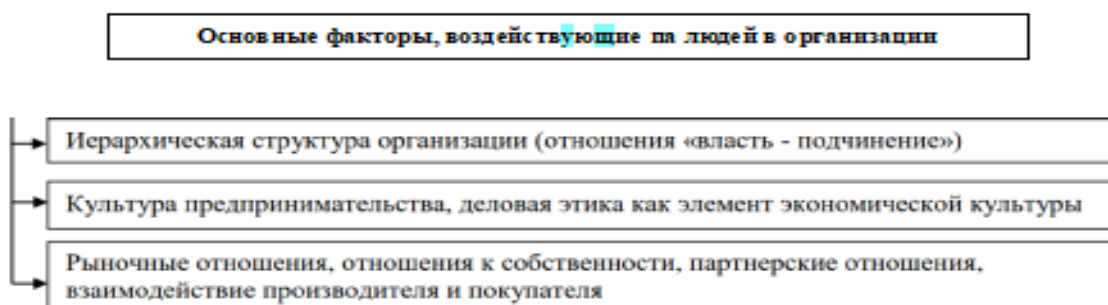 Основные факторы, воздействующие па людей в организации
Иерархическая структура организации (отношения «власть - подчинение»)
Культура предпринимательства, деловая этика как элемент экономической культуры
Рыночные отношения, отношения к собственности, партнерские отношения,
взаимодействие производителя и покупателя